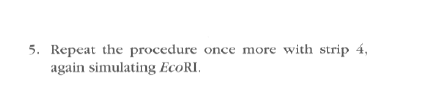 5. Repeat the procedure once more with strip 4,
again simulating EcoRI.